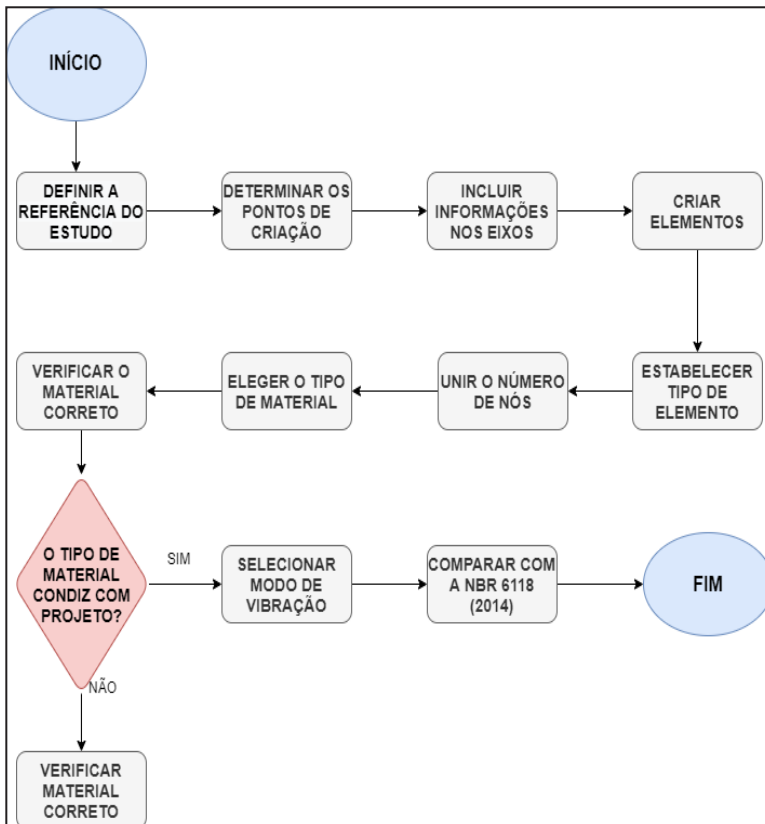 INÍCIO
DEFINIR A
REFERÊNCIA DO
ESTUDO
DETERMINAR OS
PONTOS DE
CRIAÇÃO
INCLUIR
INFORMAÇÕES
NOS EIXOS
CRIAR
ELEMENTOS
ESTABELECER
TIPO DE
ELEMENTO
UNIR O NÚMERO
DE NÓS
ELEGER O TIPO
DE MATERIAL
VERIFICAR O
MATERIAL
CORRETO
O TIPO DE
MATERIAL
CONDIZ COM
PROJETO?
SIM
SELECIONAR
MODO DE
VIBRAÇÃO
COMPARAR COM
A NBR 6118
(2014)
FIM
NÃO
VERIFICAR
MATERIAL
CORRETO